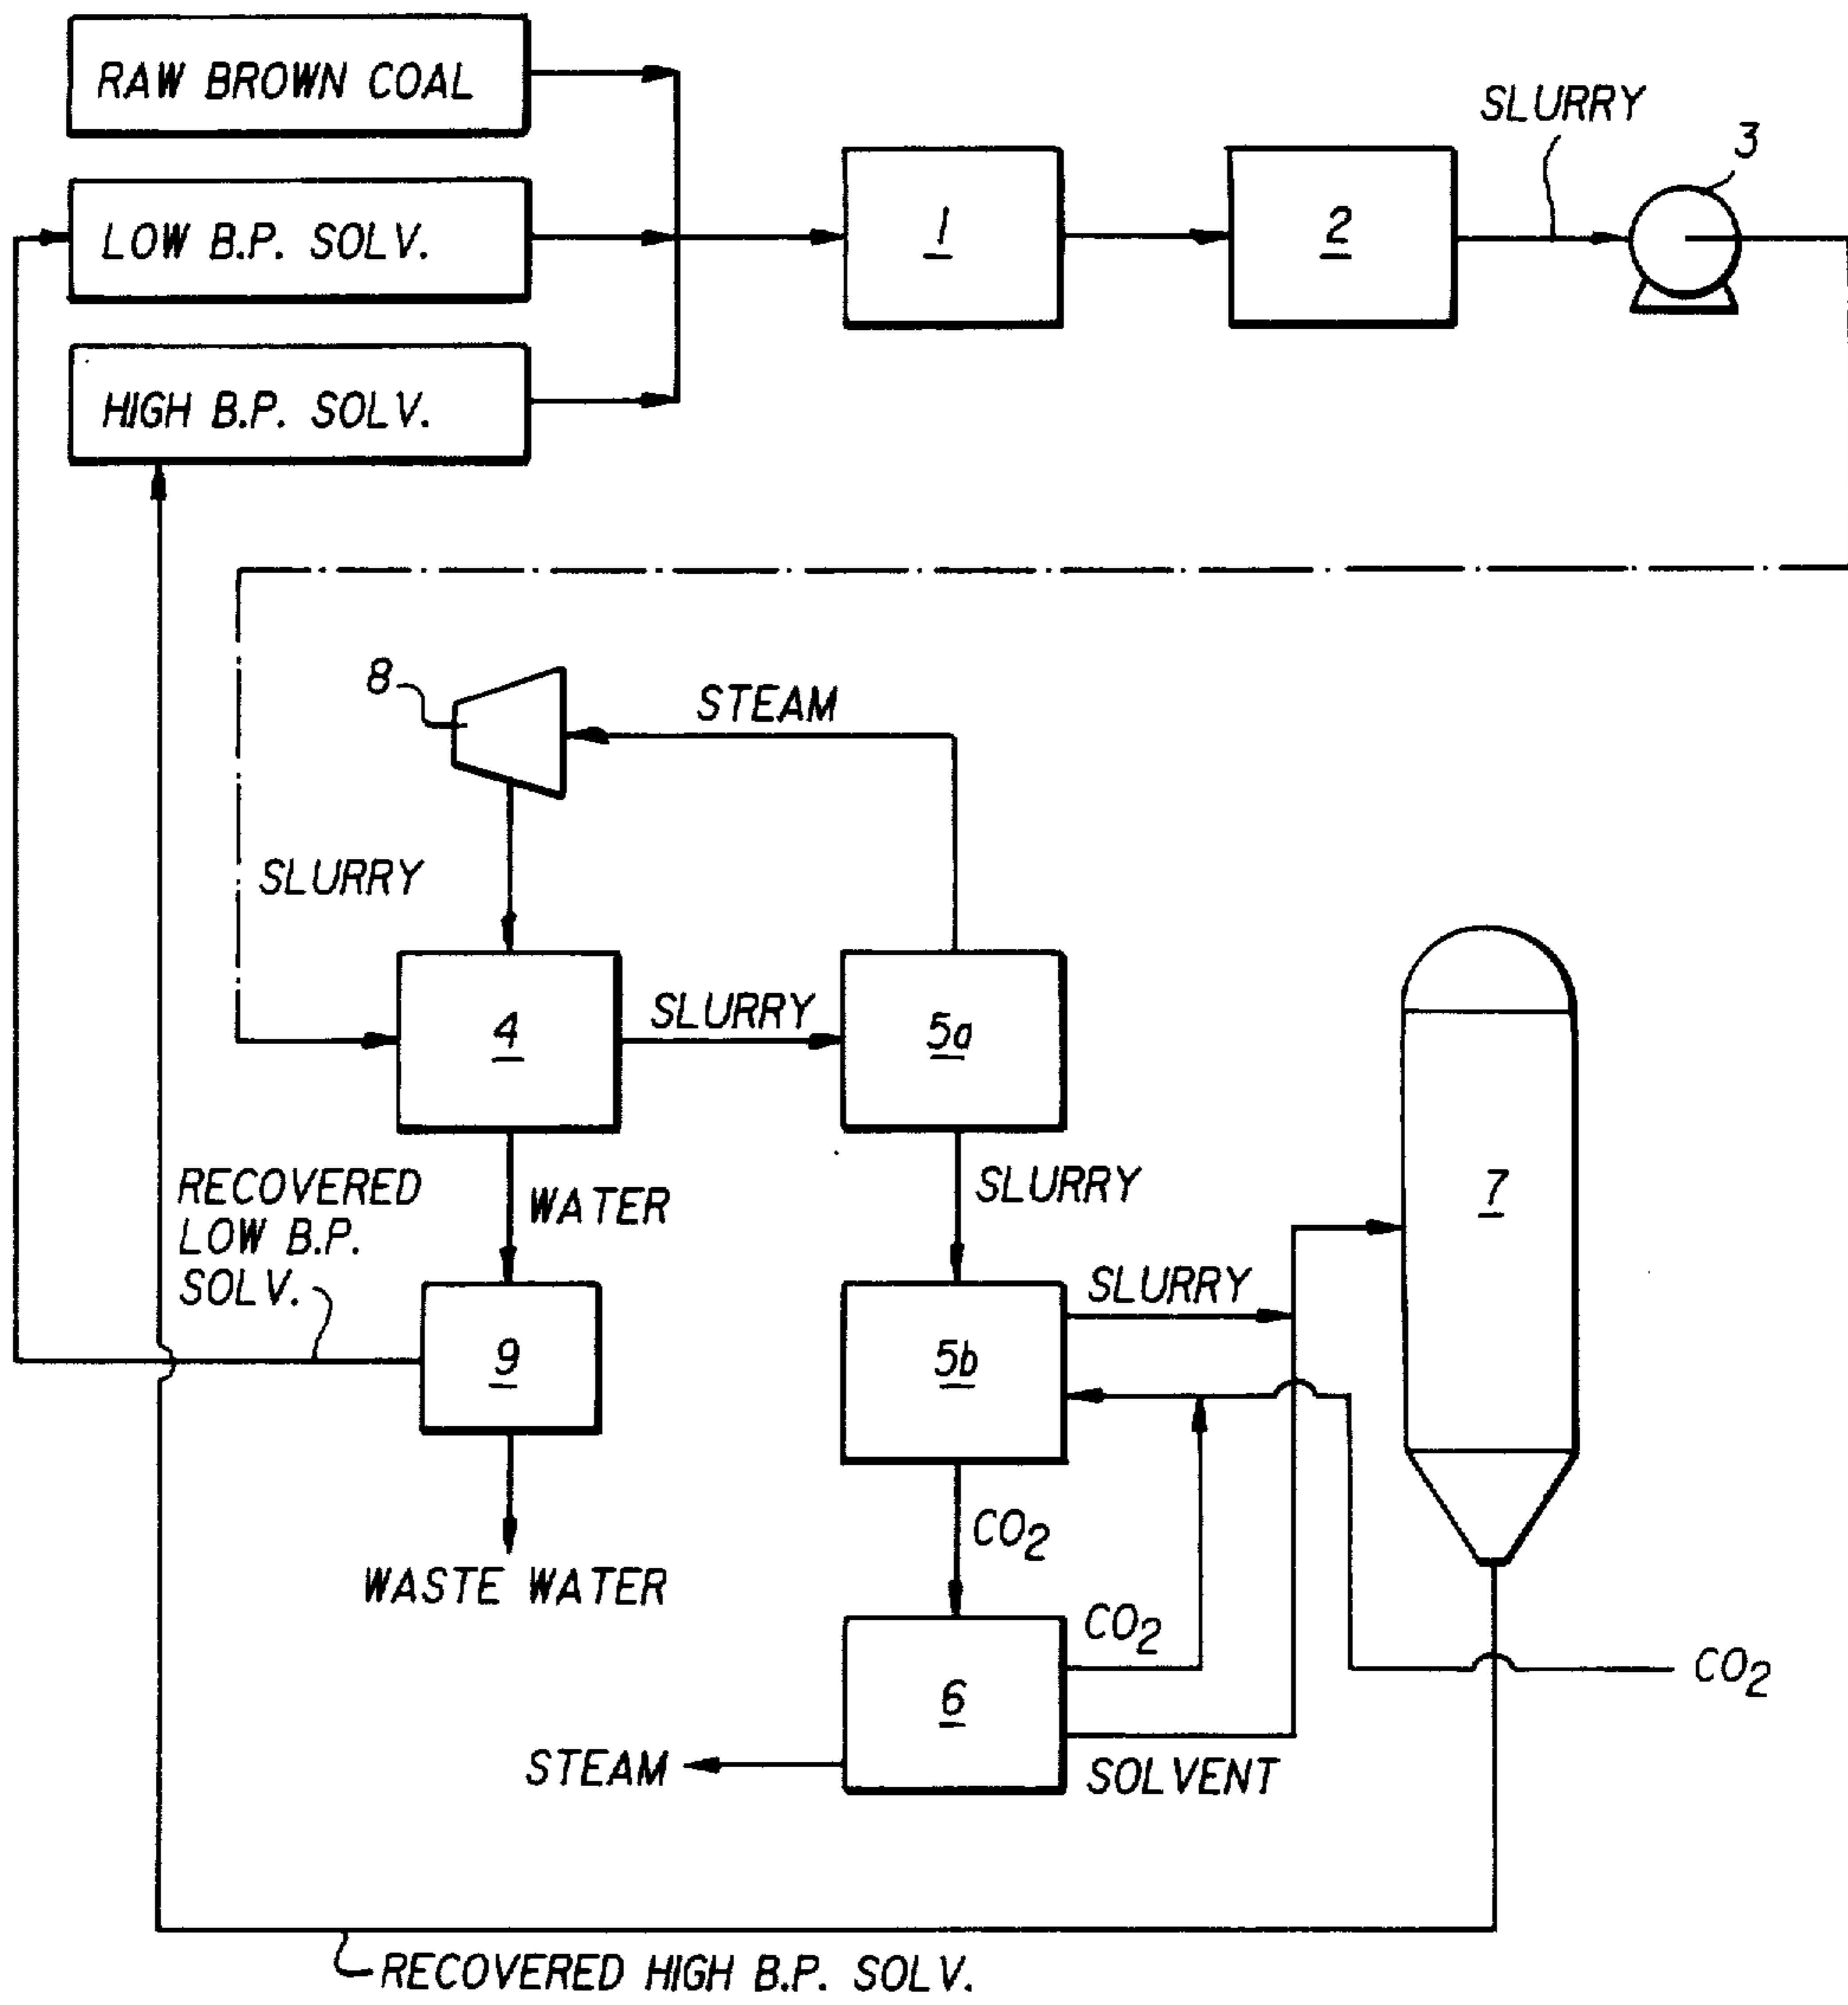 RAW BROWN COAL
LOW B.P. SOLV.
HIGH B.P. SOLV.
1
2
SLURRY
3
8
STEAM
SLURRY
4
SLURRY
5a
RECOVERED
LOW B.P.
SOLV.
WATER
SLURRY
7
9
5b
SLURRY
WASTE WATER
CO2
CO2
6
CO2
STEAM
SOLVENT
RECOVERED HIGH B.P. SOLV.